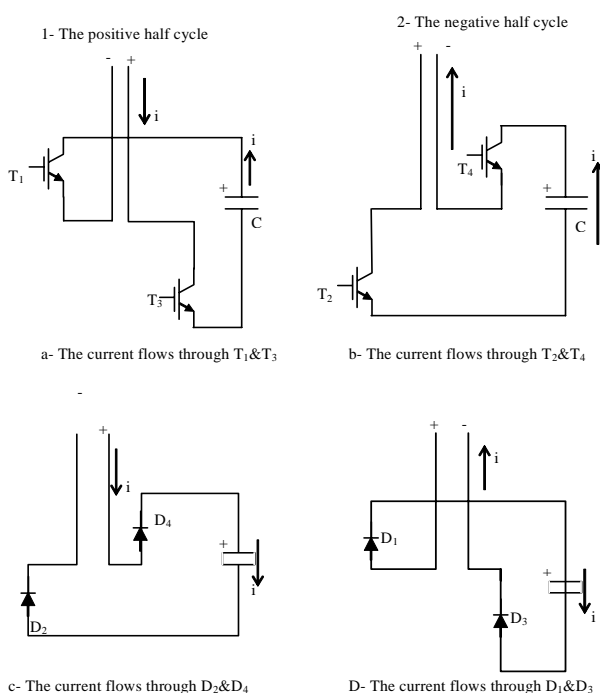 1- The positive half cycle
2- The negative half cycle
- +
i
i
T1
+
C
T3
a- The current flows through T1&T3
+ -
i
T4
i
+
C
T2
b- The current flows through T2&T4
-
+
i
D4
+
i
D2
c- The current flows through D2&D4
+ -
i
D1
+
i
D3
D- The current flows through D1&D3